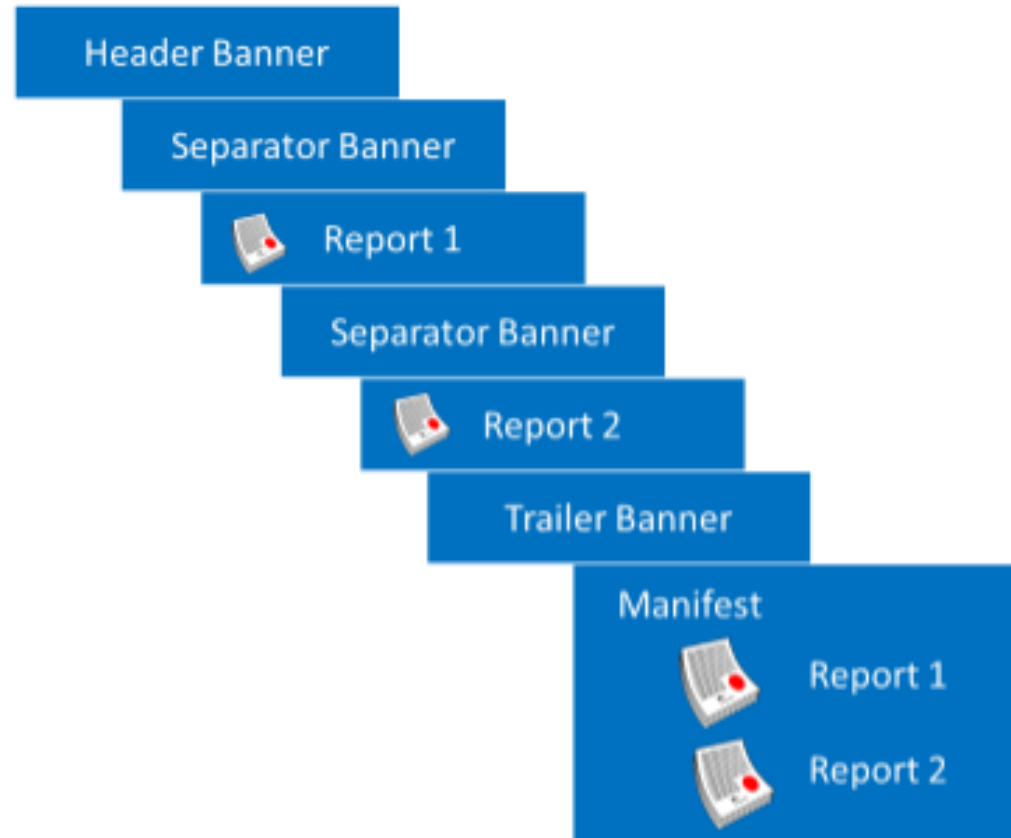 Header Banner
Separator Banner
Report 1
Separator Banner
Report 2
Trailer Banner
Manifest
Report 1
Report 2